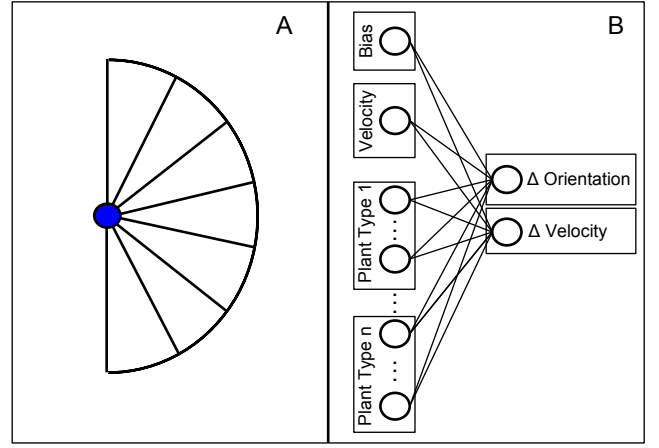 A
B
Bias
Velocity
Plant Type 1
Plant Type n
Δ Orientation
Δ Velocity